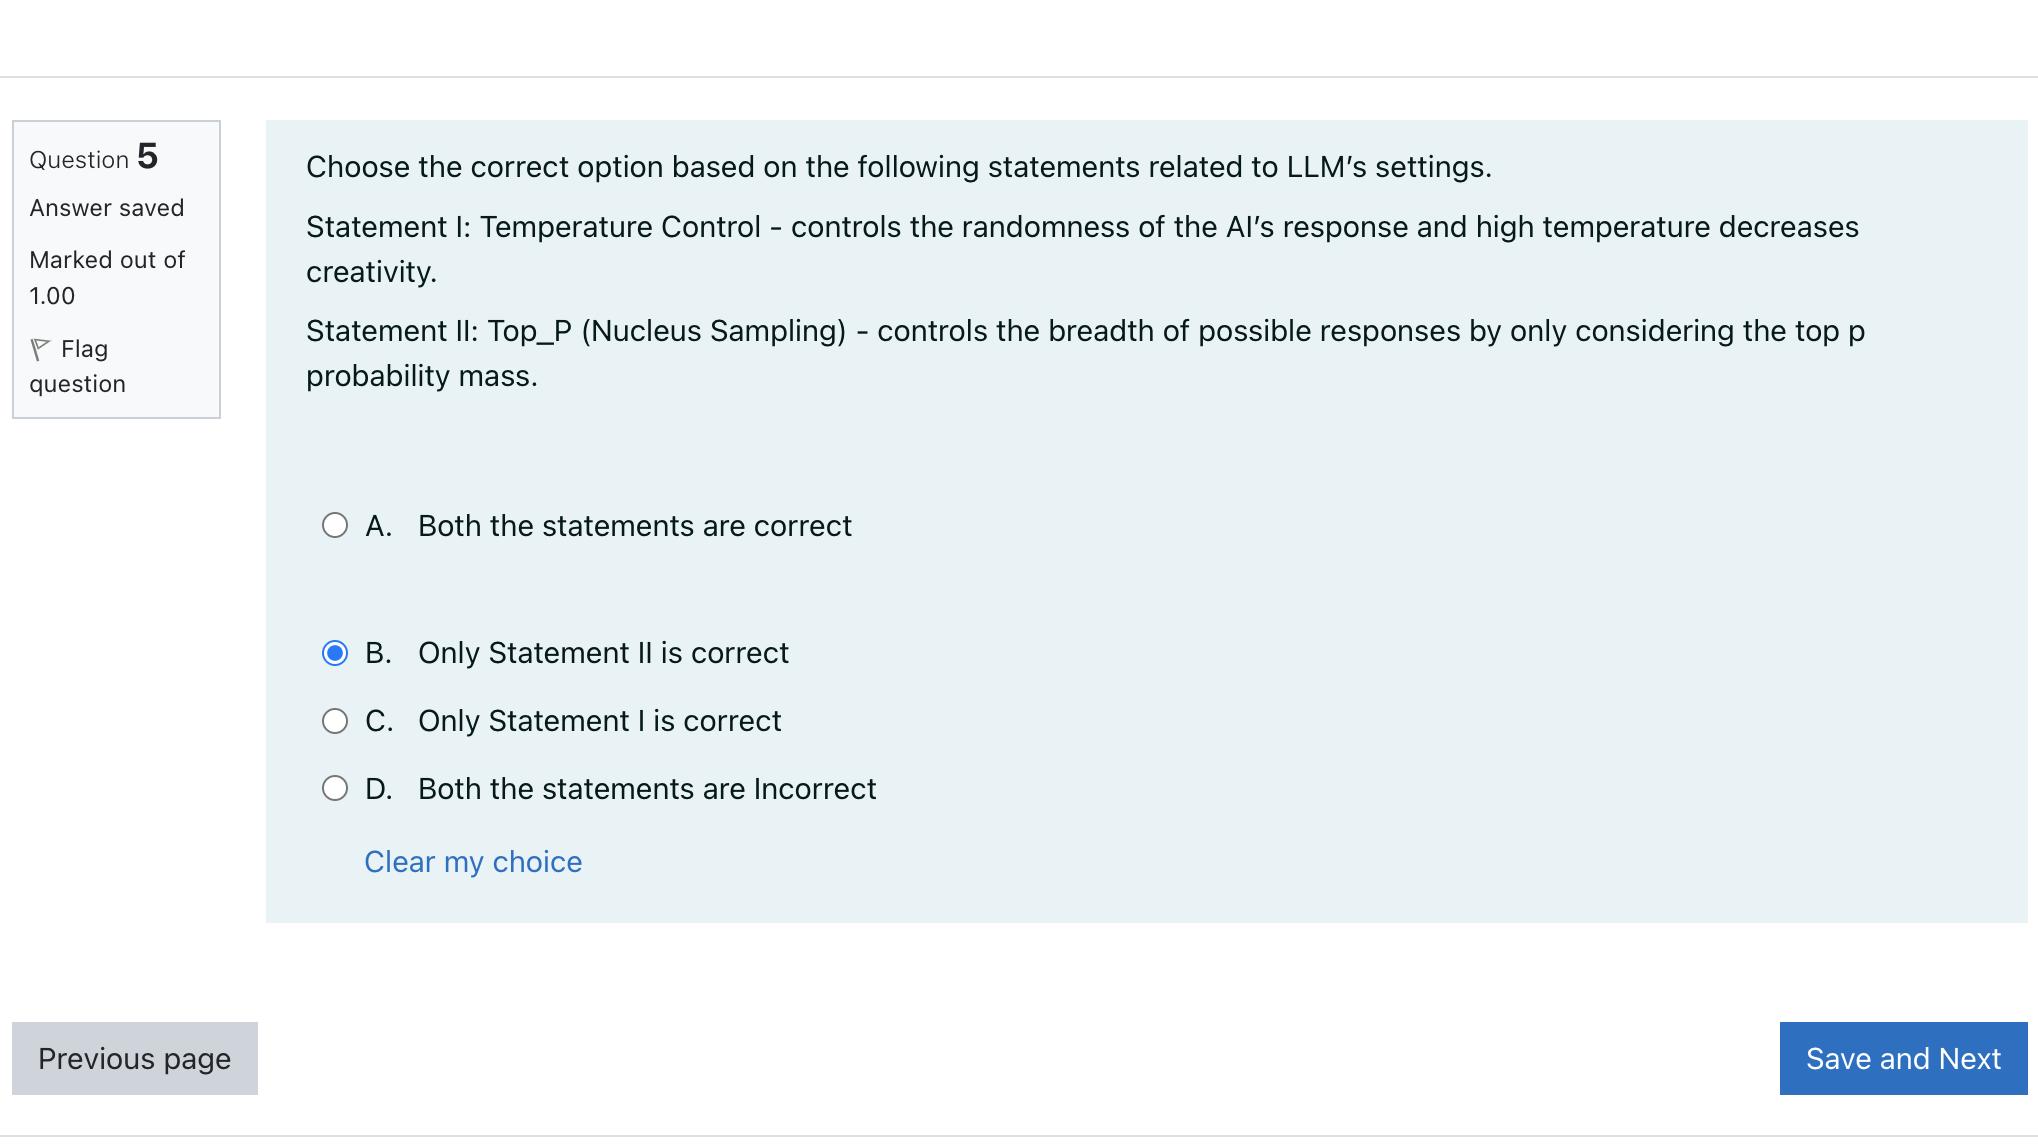 Question 5
Answer saved
Marked out of
1.00
Flag
question
Choose the correct option based on the following statements related to LLM’s settings.
Statement I: Temperature Control - controls the randomness of the AI’s response and high temperature decreases
creativity.
Statement II: Top_P (Nucleus Sampling) - controls the breadth of possible responses by only considering the top p
probability mass.
A. Both the statements are correct
B. Only Statement II is correct
C. Only Statement I is correct
D. Both the statements are Incorrect
Clear my choice
Previous page
Save and Next